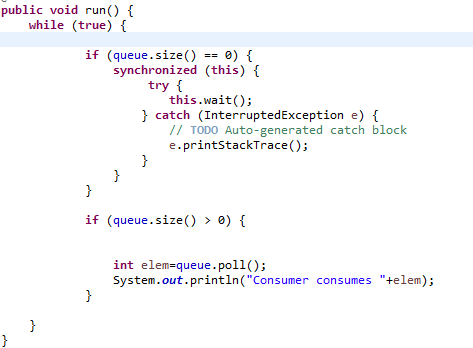 public void run() {
while (true) {
if (queue.size() == 0) {
synchronized (this) {
try {
this.wait();
} catch (InterruptedException e) {
// TODO Auto-generated catch block
e.printStackTrace();
}
}
}
if (queue.size() > 0) {
int elem=queue.poll();
System.out.println("Consumer consumes "+elem);
}
}
}